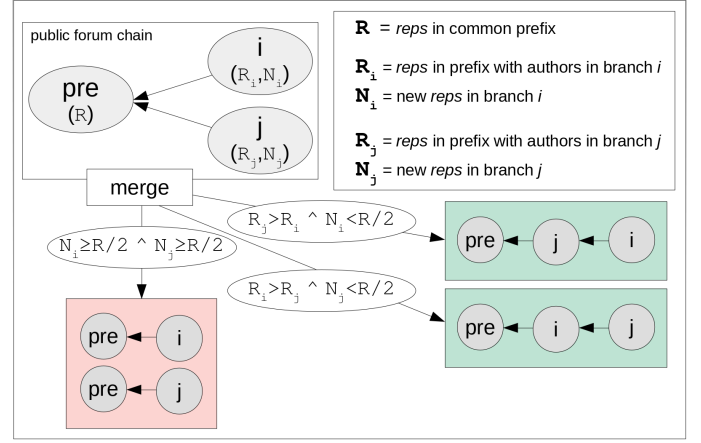 public forum chain
i
(Rᵢ,Nᵢ)
pre
(R)
j
(Rⱼ,Nⱼ)
R = reps in common prefix
Rᵢ = reps in prefix with authors in branch i
Nᵢ = new reps in branch i
Rⱼ = reps in prefix with authors in branch j
Nⱼ = new reps in branch j
merge
Rⱼ>Rᵢ ^ Nᵢ<R/2
Nᵢ≥R/2 ^ Nⱼ≥R/2
Rᵢ>Rⱼ ^ Nⱼ<R/2
pre j i
pre i j
pre i
pre j